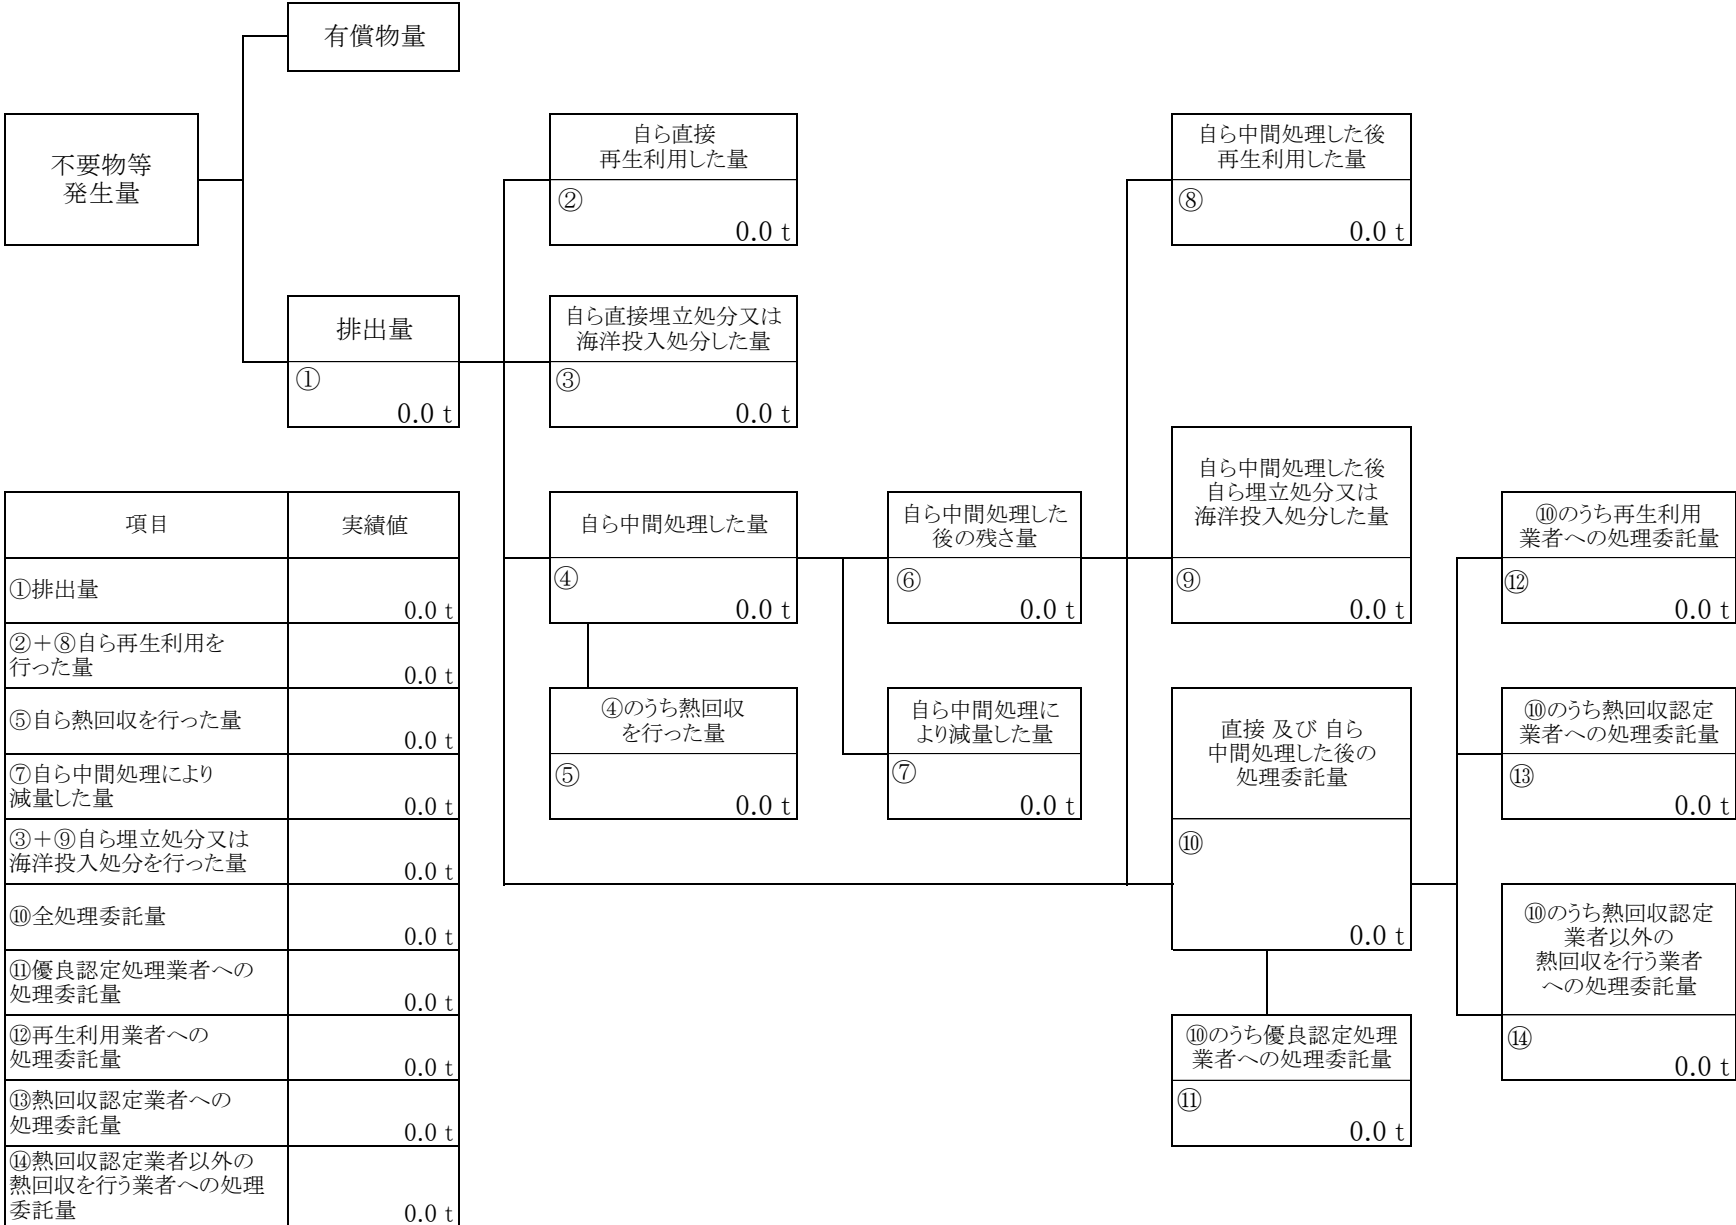 有償物量
不要物等
発生量
自ら直接
再生利用した量
②
0.0 t
自ら中間処理した後
再生利用した量
⑧
0.0 t
排出量
①
0.0 t
自ら直接埋立処分又は
海洋投入処分した量
③
0.0 t
自ら中間処理した量
④
0.0 t
自ら中間処理した
後の残さ量
⑥
0.0 t
自ら中間処理した後
自ら埋立処分又は
海洋投入処分した量
⑨
0.0 t
⑩のうち再生利用
業者への処理委託量
⑫
0.0 t
④のうち熱回収
を行った量
⑤
0.0 t
自ら中間処理に
より減量した量
⑦
0.0 t
直接 及び 自ら
中間処理した後の
処理委託量
⑩
0.0 t
⑩のうち熱回収認定
業者への処理委託量
⑬
0.0 t
⑩のうち熱回収認定
業者以外の
熱回収を行う業者
への処理委託量
⑭
0.0 t
⑩のうち優良認定処理
業者への処理委託量
⑪
0.0 t
項目 実績値
①排出量
0.0 t
②＋⑧自ら再生利用を
行った量
0.0 t
⑤自ら熱回収を行った量
0.0 t
⑦自ら中間処理により
減量した量
0.0 t
③＋⑨自ら埋立処分又は
海洋投入処分を行った量
0.0 t
⑩全処理委託量
0.0 t
⑪優良認定処理業者への
処理委託量
0.0 t
⑫再生利用業者への
処理委託量
0.0 t
⑬熱回収認定業者への
処理委託量
0.0 t
⑭熱回収認定業者以外の
熱回収を行う業者への処理
委託量
0.0 t